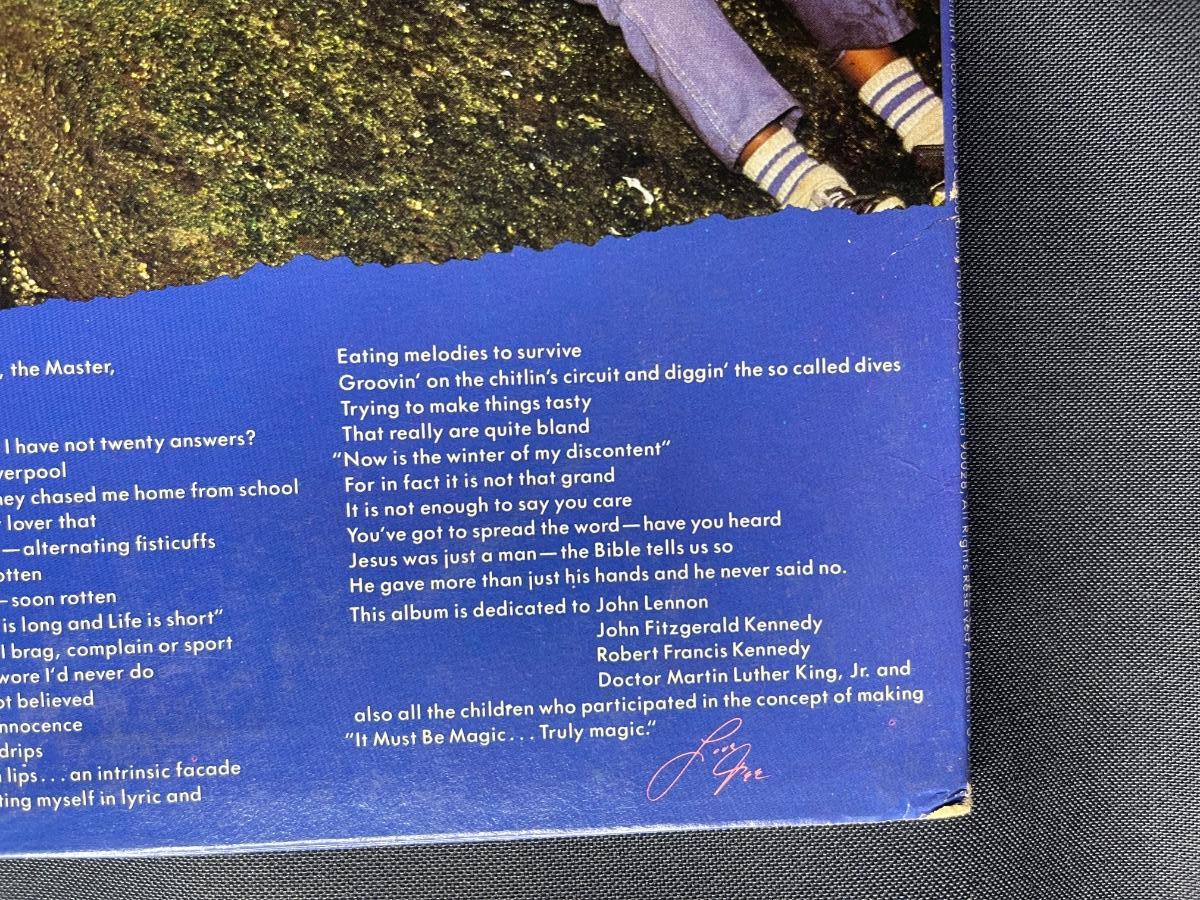 , the Master,
I have not twenty answers?
verpool
ney chased me home from school
lover that
—alternating fisticuffs
otten
—soon rotten
is long and Life is short"
I brag, complain or sport
wore I'd never do
ot believed
nnocence
drips
lips...an intrinsic facade
ting myself in lyric and
Eating melodies to survive
Groovin' on the chitlin's circuit and diggin' the so called dives
Trying to make things tasty
That really are quite bland
"Now is the winter of my discontent"
For in fact it is not that grand
It is not enough to say you care
You've got to spread the word—have you heard
Jesus was just a man—the Bible tells us so
He gave more than just his hands and he never said no.
This album is dedicated to John Lennon
John Fitzgerald Kennedy
Robert Francis Kennedy
Doctor Martin Luther King, Jr. and
also all the children who participated in the concept of making
"It Must Be Magic... Truly magic."
Love